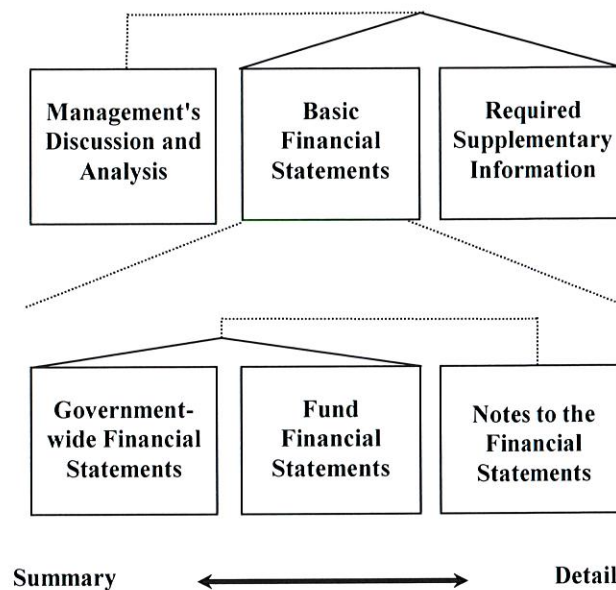 Management's
Discussion and
Analysis
Basic
Financial
Statements
Required
Supplementary
Information
Government-
wide Financial
Statements
Fund
Financial
Statements
Notes to the
Financial
Statements
Summary
Detail